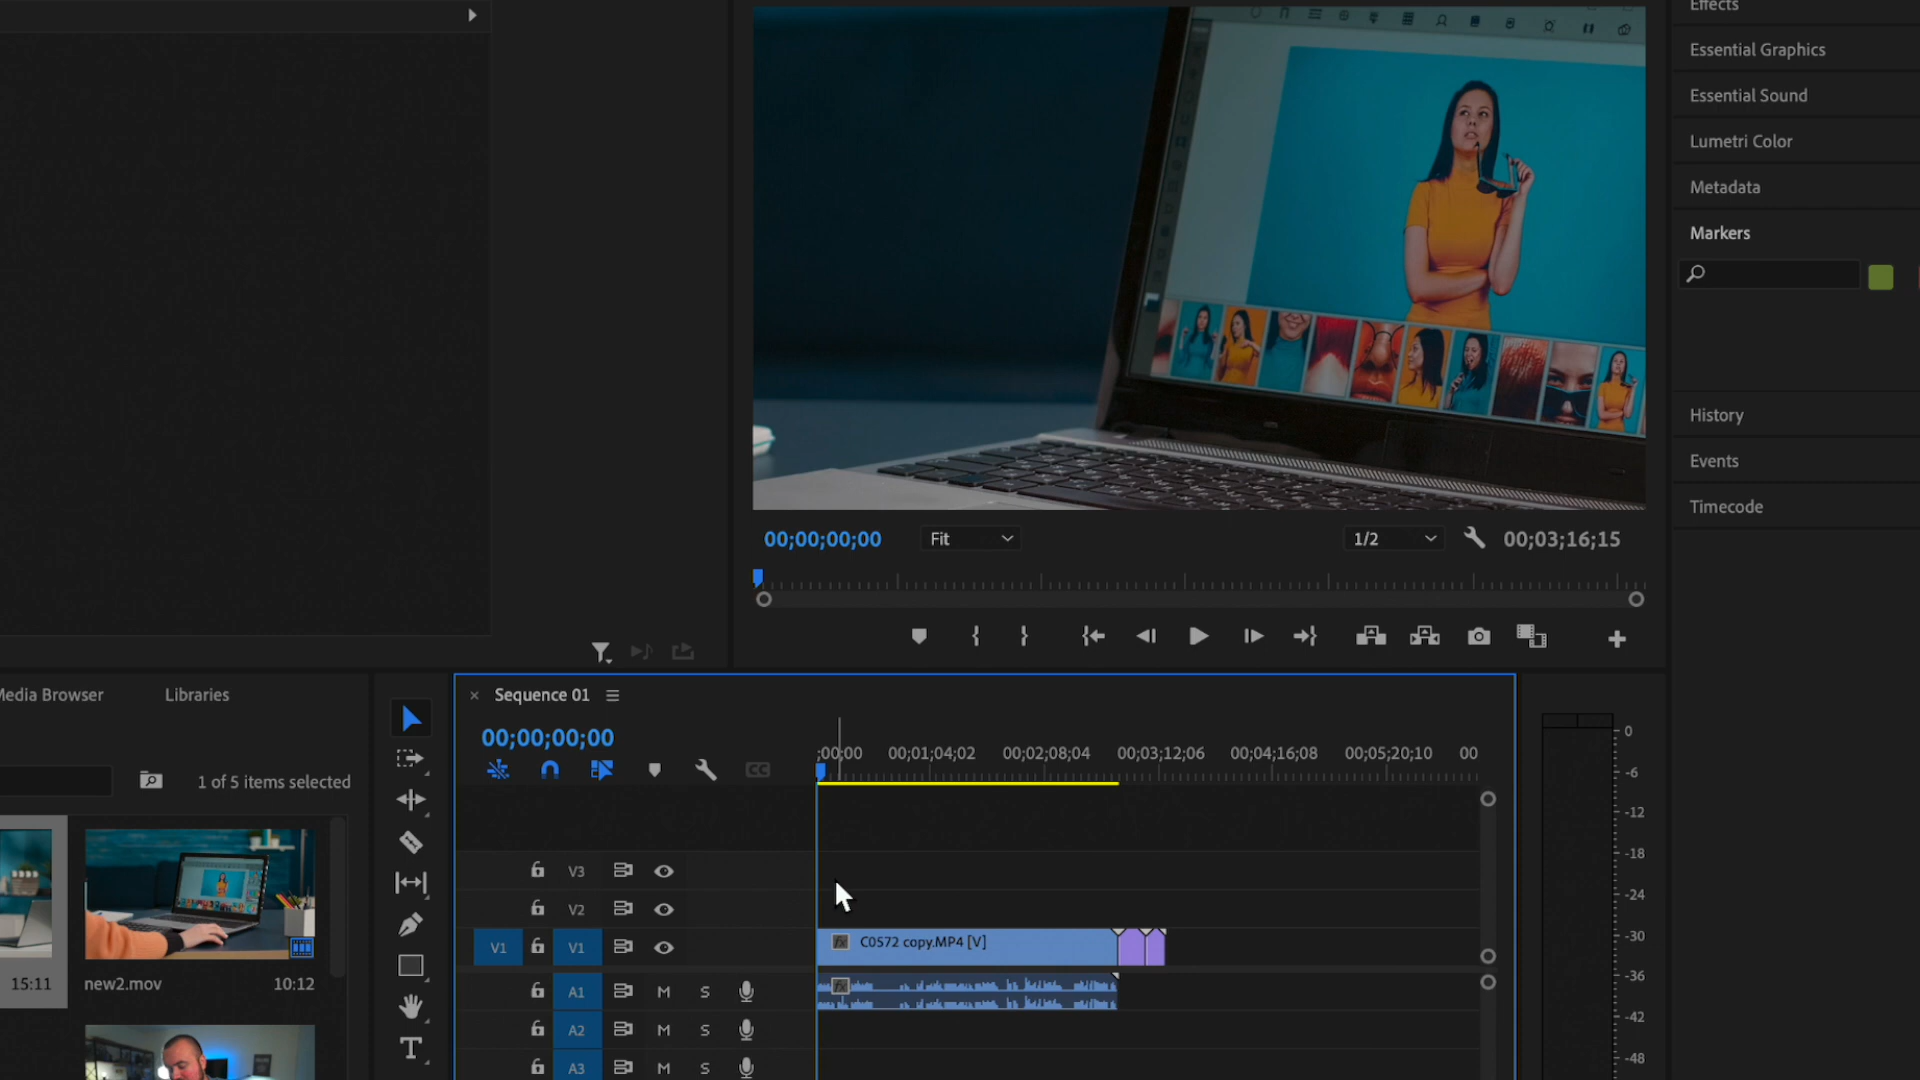 Effects
Essential Graphics
Essential Sound
Lumetri Color
Metadata
Markers
History
Events
Timecode
00;00;00;00
Fit
1/2
00;03;16;15
Media Browser
Libraries
1 of 5 items selected
15:11
new2.mov
10:12
× Sequence 01
00;00;00;00
;00;00
00;01;04;02
00;02;08;04
00;03;12;06
00;04;16;08
00;05;20;10
00
V3
V2
V1
V1
fx
C0572 copy.MP4 [V]
A1
M
S
fx
A2
M
S
A3
M
S
T
0
-6
-12
-18
-24
-30
-36
-42
-48